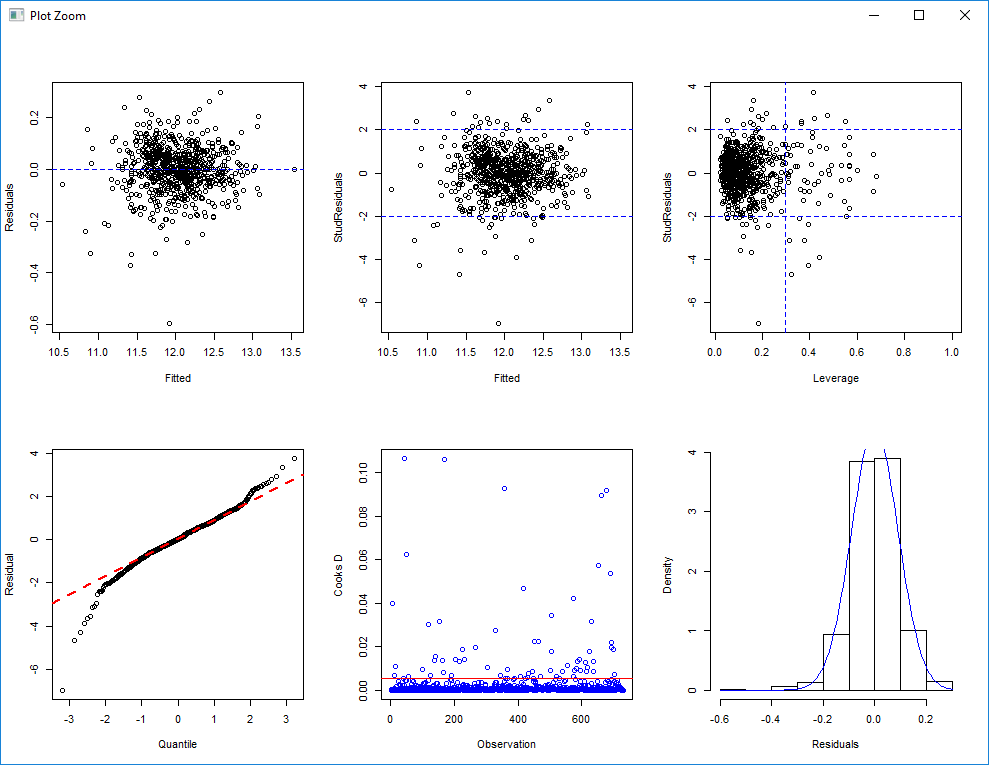 Plot Zoom
Residuals
0.2
0.0
-0.2
-0.4
-0.6
10.5 11.0 11.5 12.0 12.5 13.0 13.5
Fitted
StudResiduals
4
2
0
-2
-4
-6
10.5 11.0 11.5 12.0 12.5 13.0 13.5
Fitted
StudResiduals
4
2
0
-2
-4
-6
0.0 0.2 0.4 0.6 0.8 1.0
Leverage
Residual
4
2
0
-2
-4
-6
-3 -2 -1 0 1 2 3
Quantile
Cooks D
0.10
0.08
0.06
0.04
0.02
0.00
0 200 400 600
Observation
Density
4
3
2
1
0
-0.6 -0.4 -0.2 0.0 0.2
Residuals